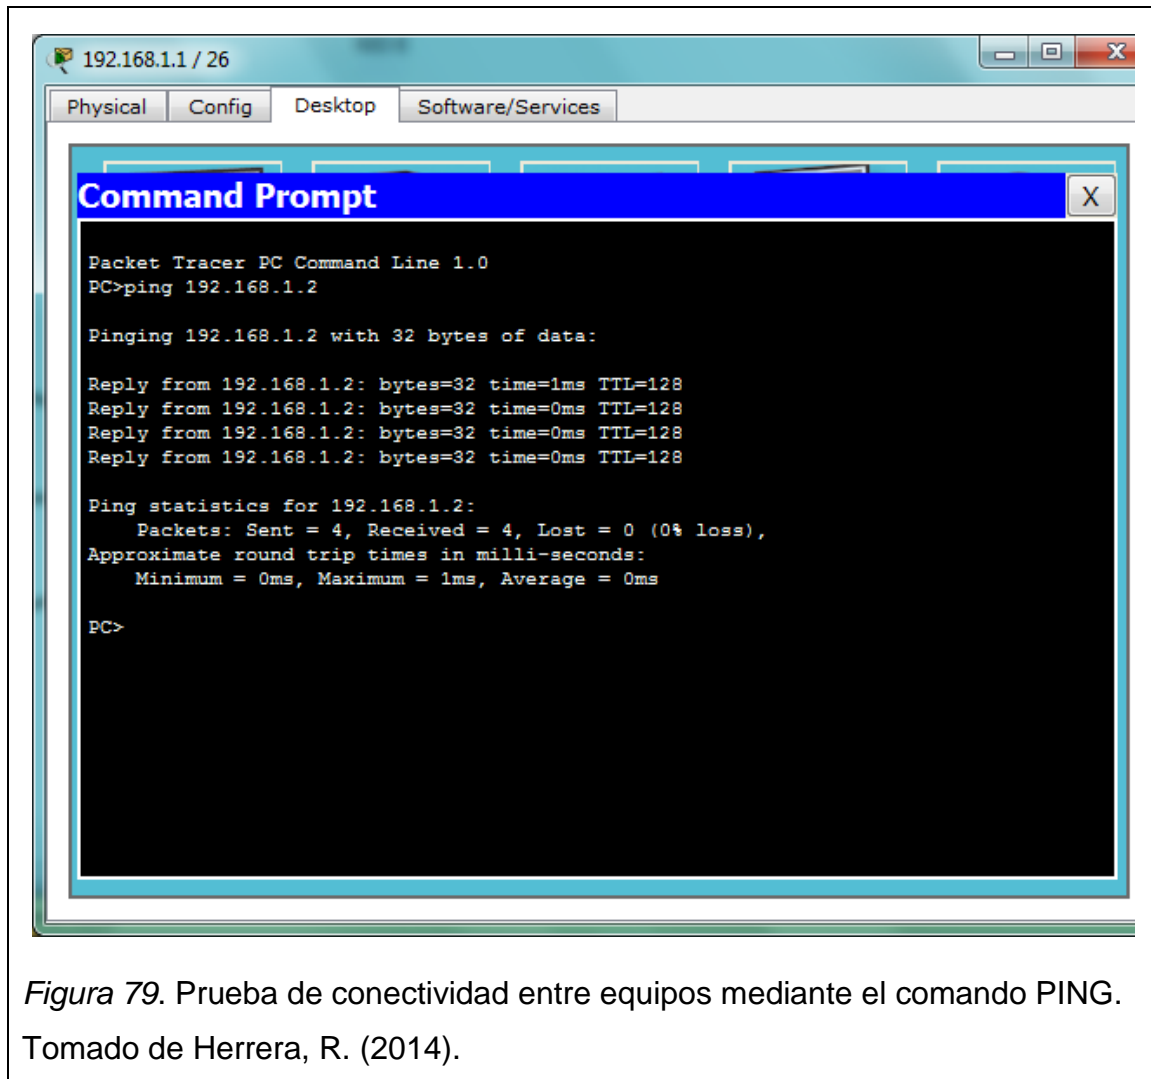 192.168.1.1 / 26
X
Physical Config Desktop Software/Services
Command Prompt
X
Packet Tracer PC Command Line 1.0
PC>ping 192.168.1.2
Pinging 192.168.1.2 with 32 bytes of data:
Reply from 192.168.1.2: bytes=32 time=1ms TTL=128
Reply from 192.168.1.2: bytes=32 time=0ms TTL=128
Reply from 192.168.1.2: bytes=32 time=0ms TTL=128
Reply from 192.168.1.2: bytes=32 time=0ms TTL=128
Ping statistics for 192.168.1.2:
Packets: Sent = 4, Received = 4, Lost = 0 (0% loss),
Approximate round trip times in milli-seconds:
Minimum = 0ms, Maximum = 1ms, Average = 0ms
PC>
Figura 79. Prueba de conectividad entre equipos mediante el comando PING.
Tomado de Herrera, R. (2014).